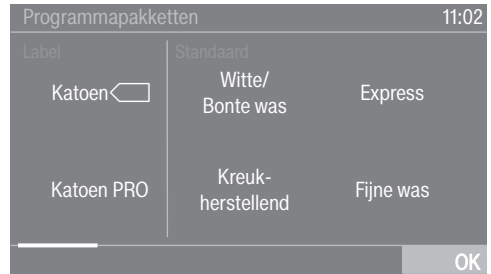 Programmapakketten 11:02
Label Standaard
Katoen
Katoen PRO
Witte/
Bonte was
Express
Kreuk-
herstellend
Fijne was
OK